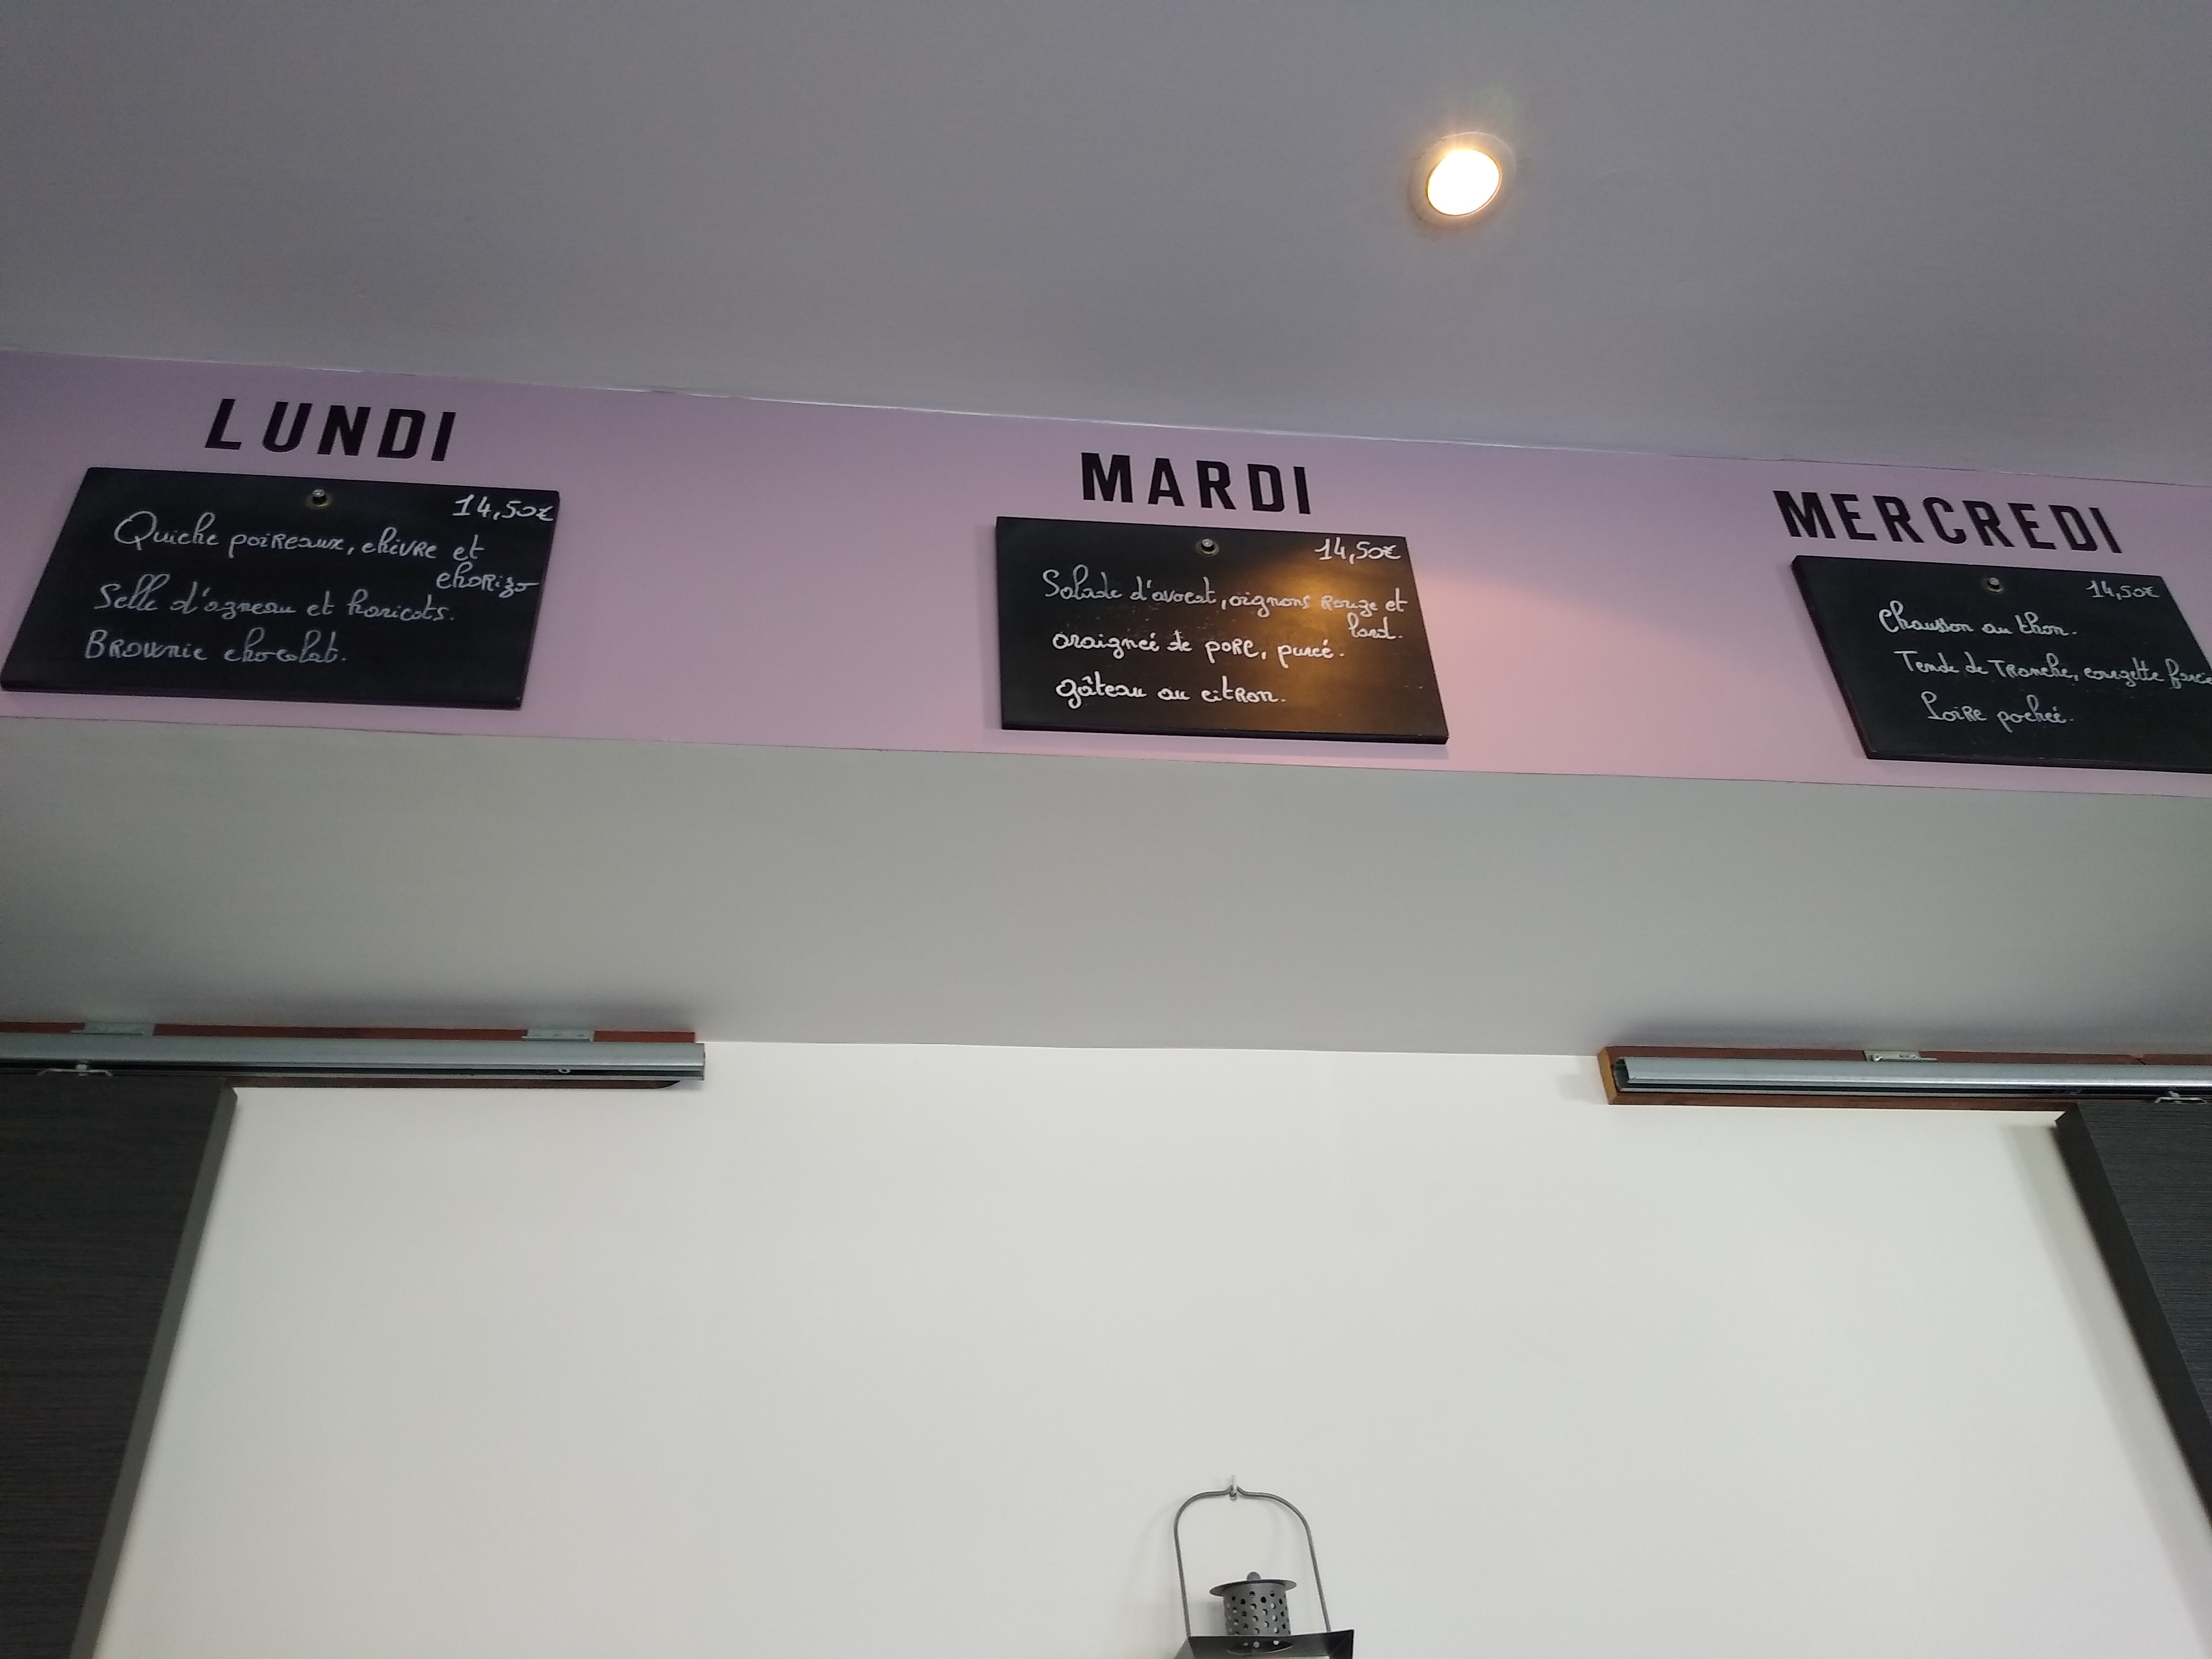 LUNDI
14,50€
Quiche poireaux, chèvre et
chorizo
Selle d'agneau et haricots.
Brownie chocolat.
MARDI
14,50€
Salade d'avocat, oignons rouge et
lard.
araignée de porc, purée.
gâteau au citron.
MERCREDI
14,50€
Chausson au thon.
Tende de Tranche, courgette farcie
Poire pochée.